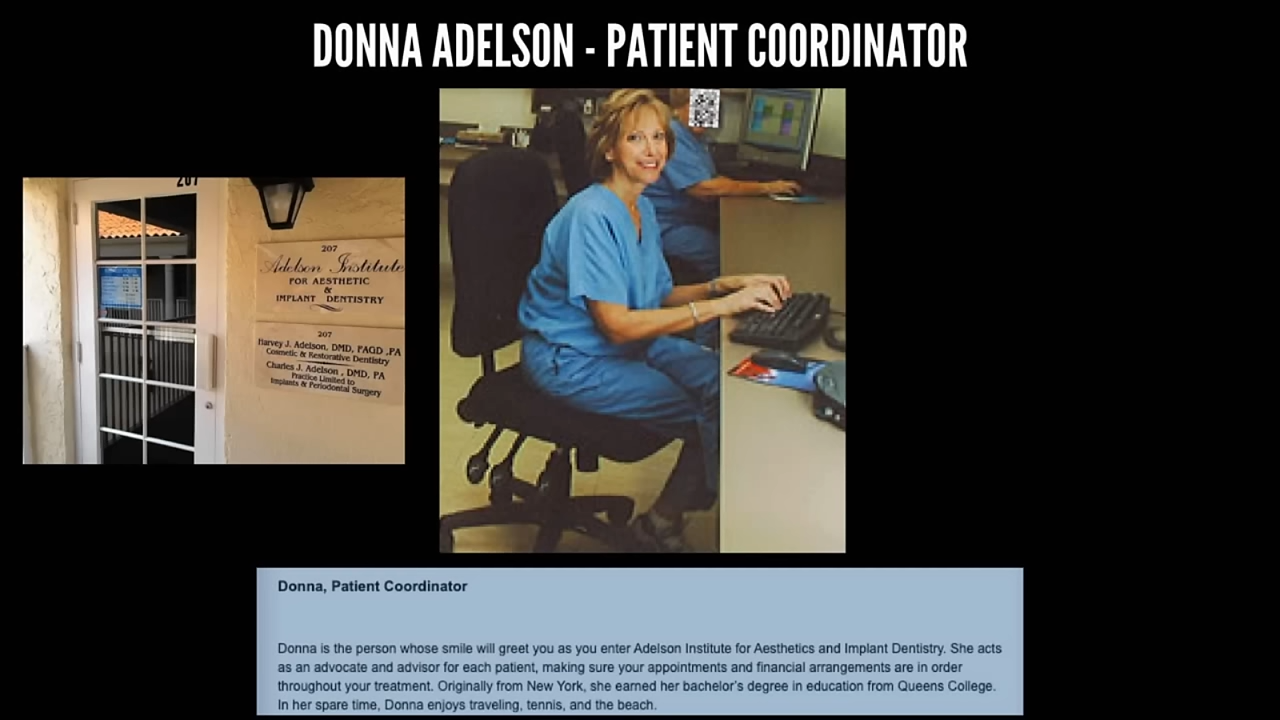 DONNA ADELSON - PATIENT COORDINATOR
207
207
Adelson Institute
FOR AESTHETIC
&
IMPLANT DENTISTRY
207
Harvey J. Adelson, DMD, FAGD ,PA
Cosmetic & Restorative Dentistry
Charles J. Adelson , DMD, PA
Practice Limited to
Implants & Periodontal Surgery
Donna, Patient Coordinator
Donna is the person whose smile will greet you as you enter Adelson Institute for Aesthetics and Implant Dentistry. She acts
as an advocate and advisor for each patient, making sure your appointments and financial arrangements are in order
throughout your treatment. Originally from New York, she earned her bachelor's degree in education from Queens College.
In her spare time, Donna enjoys traveling, tennis, and the beach.